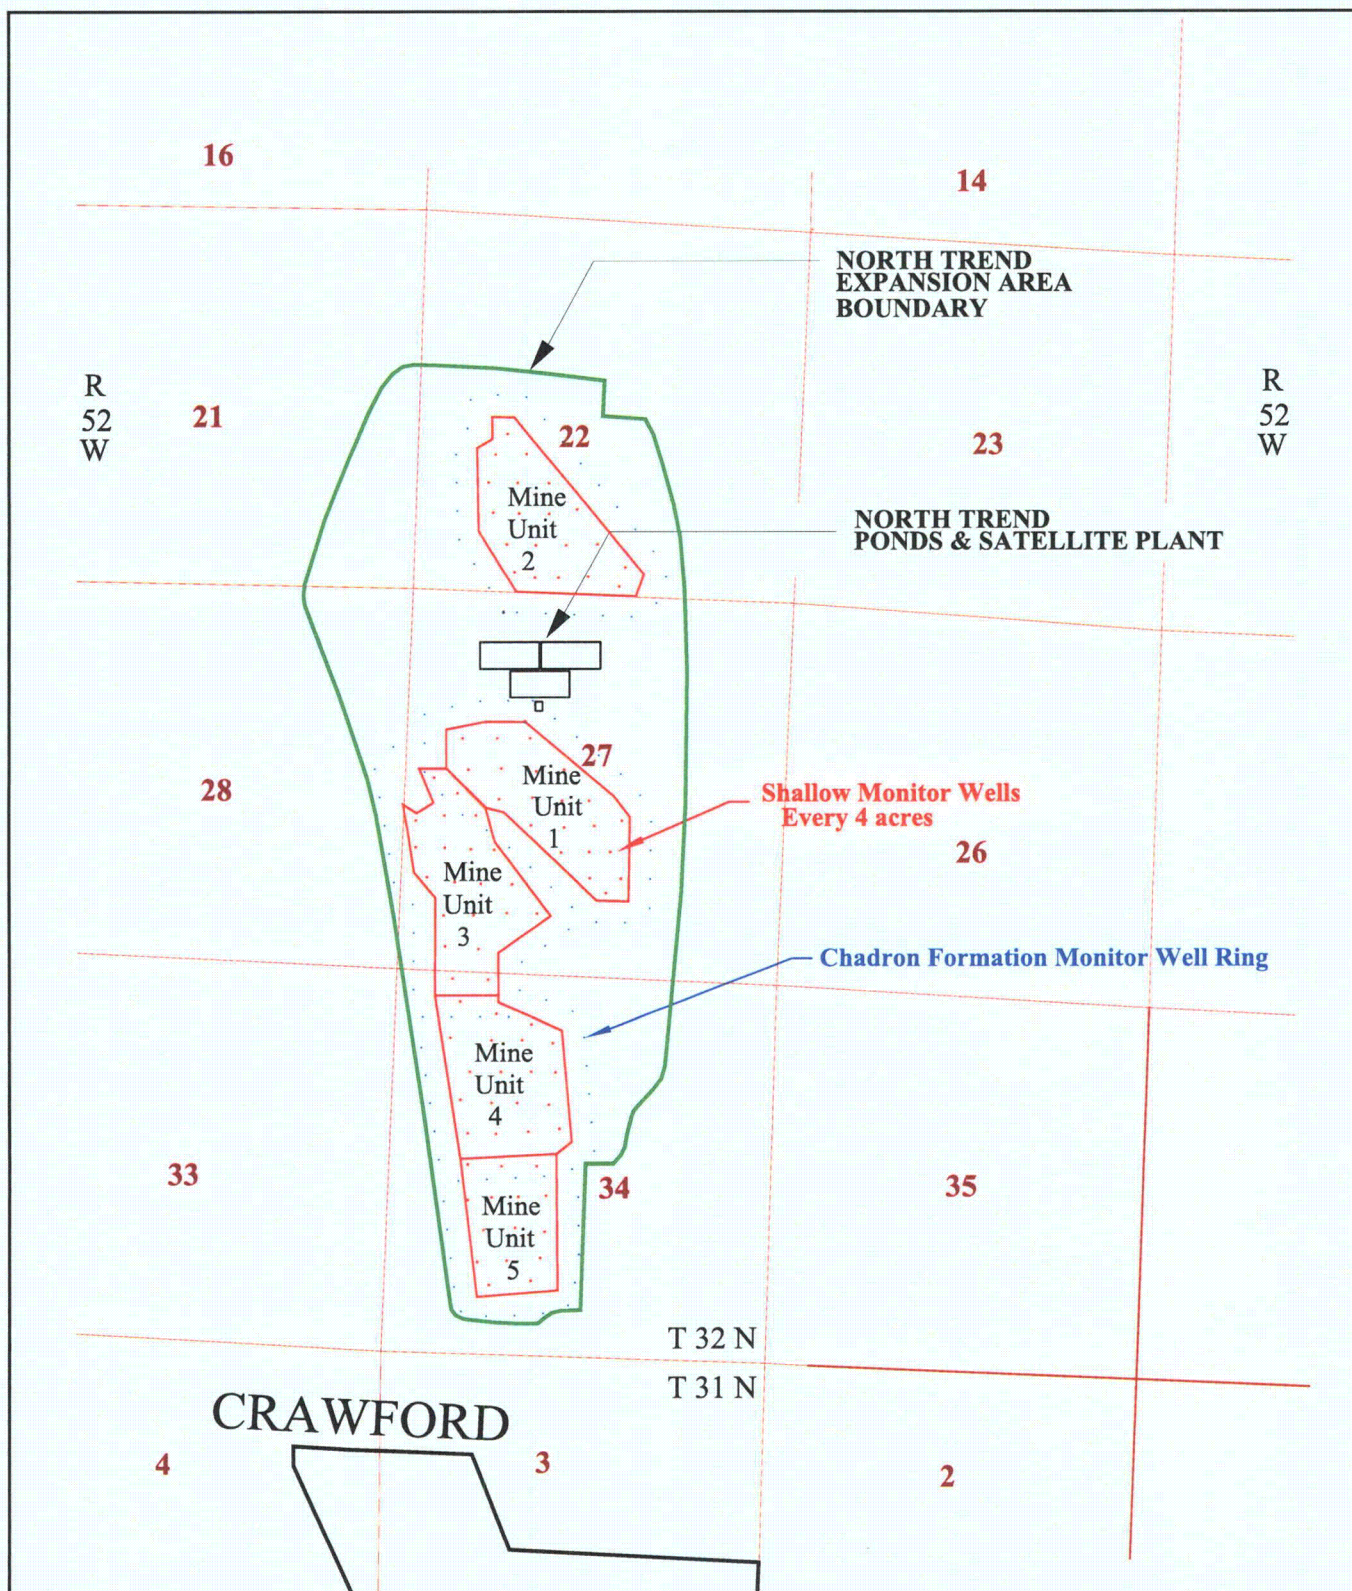 16
14
NORTH TREND
EXPANSION AREA
BOUNDARY
R
52
W
21
22
23
R
52
W
Mine
Unit
2
NORTH TREND
PONDS & SATELLITE PLANT
28
27
Mine
Unit
1
Shallow Monitor Wells
Every 4 acres
26
Mine
Unit
3
Chadron Formation Monitor Well Ring
Mine
Unit
4
33
34
35
Mine
Unit
5
T 32 N
T 31 N
CRAWFORD
4
3
2